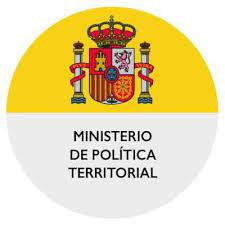 MINISTERIO
DE POLÍTICA
TERRITORIAL